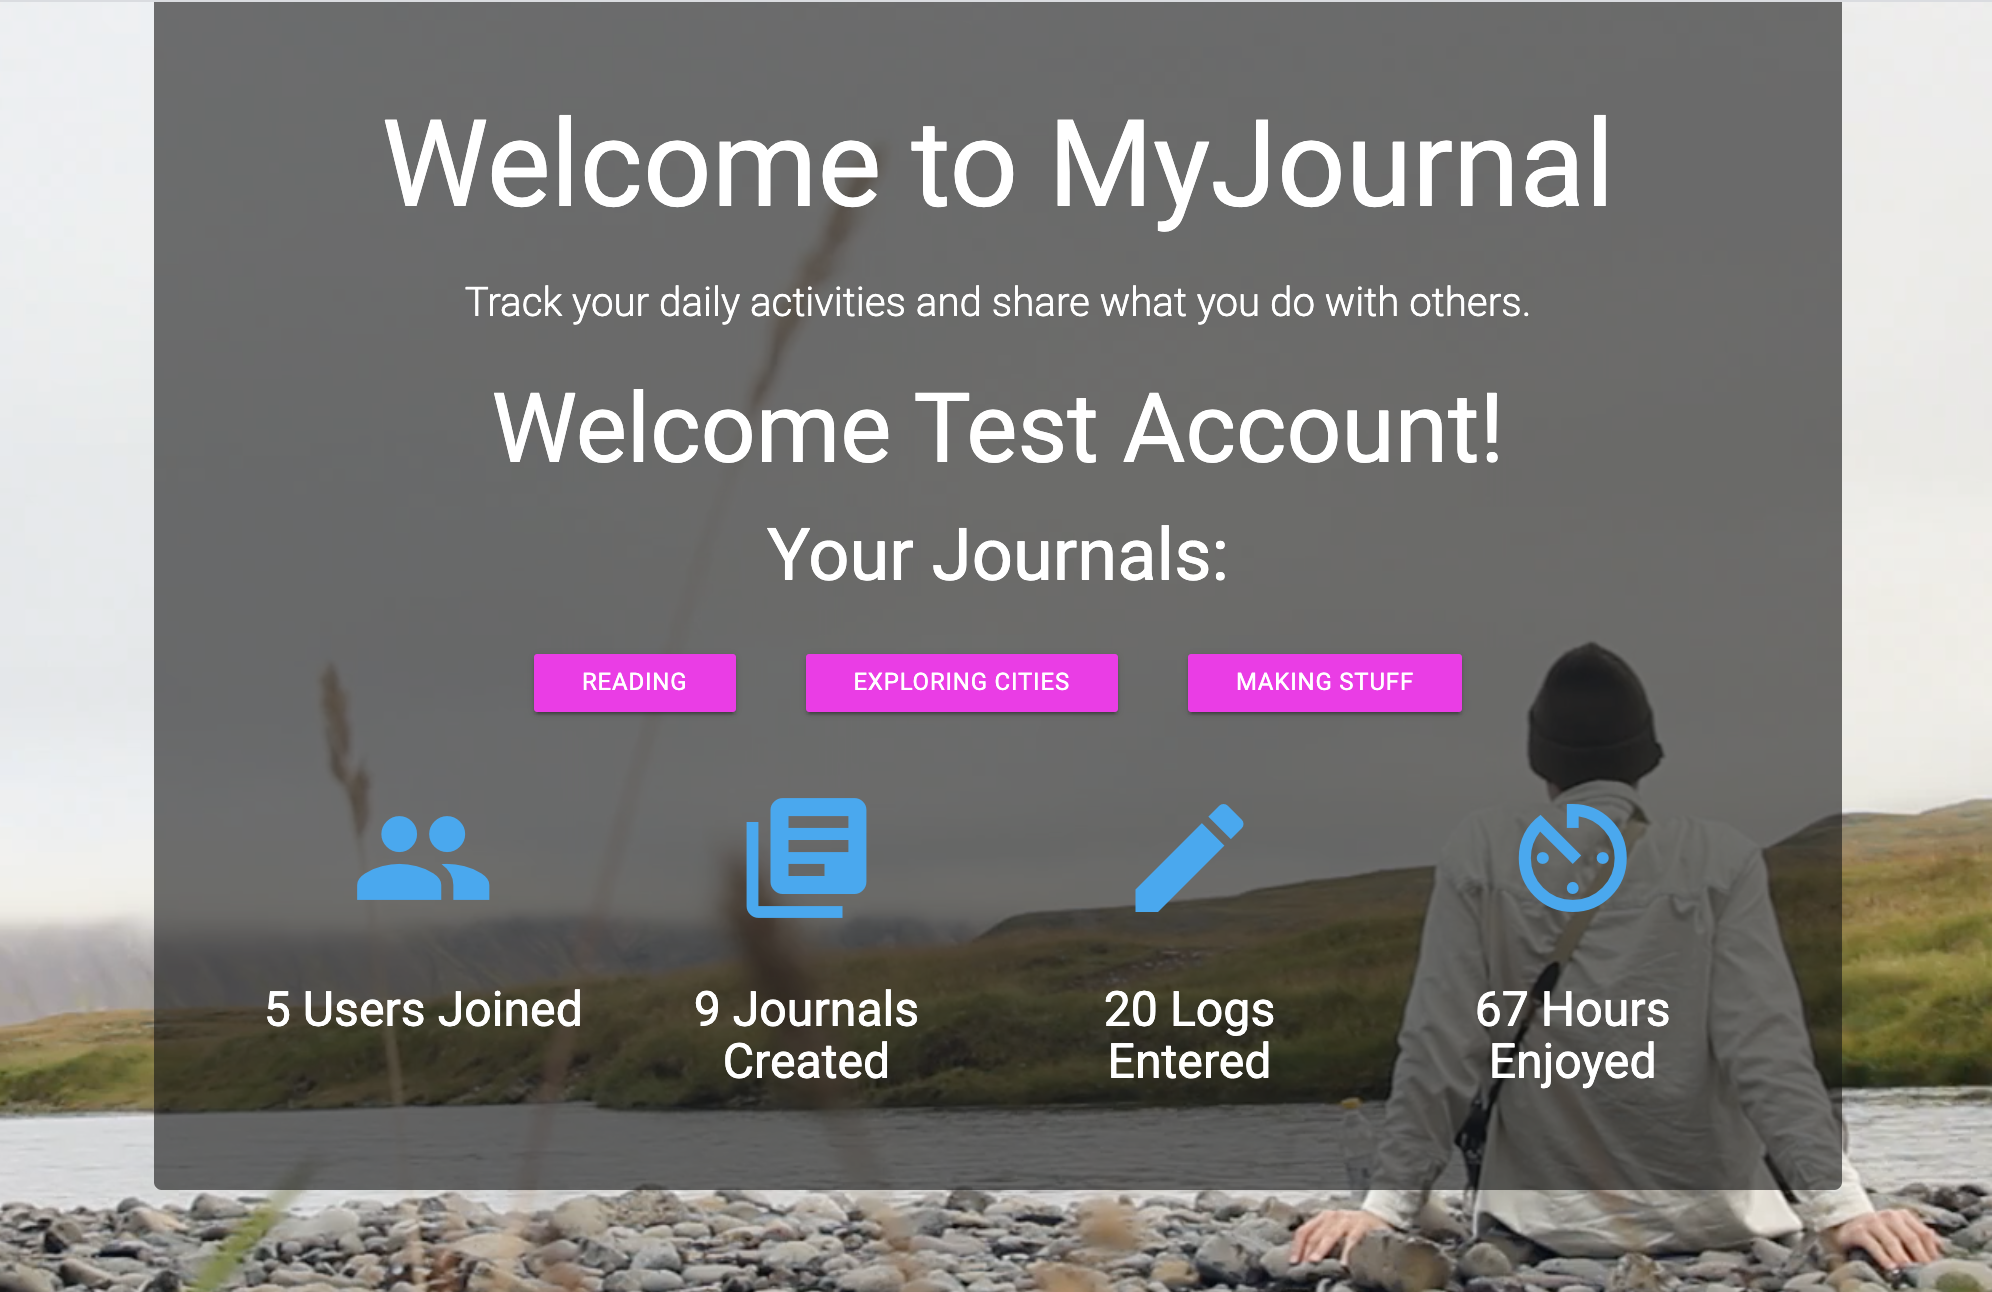 Welcome to MyJournal
Track your daily activities and share what you do with others.
Welcome Test Account!
Your Journals:
READING
EXPLORING CITIES
MAKING STUFF
5 Users Joined
9 Journals
Created
20 Logs
Entered
67 Hours
Enjoyed